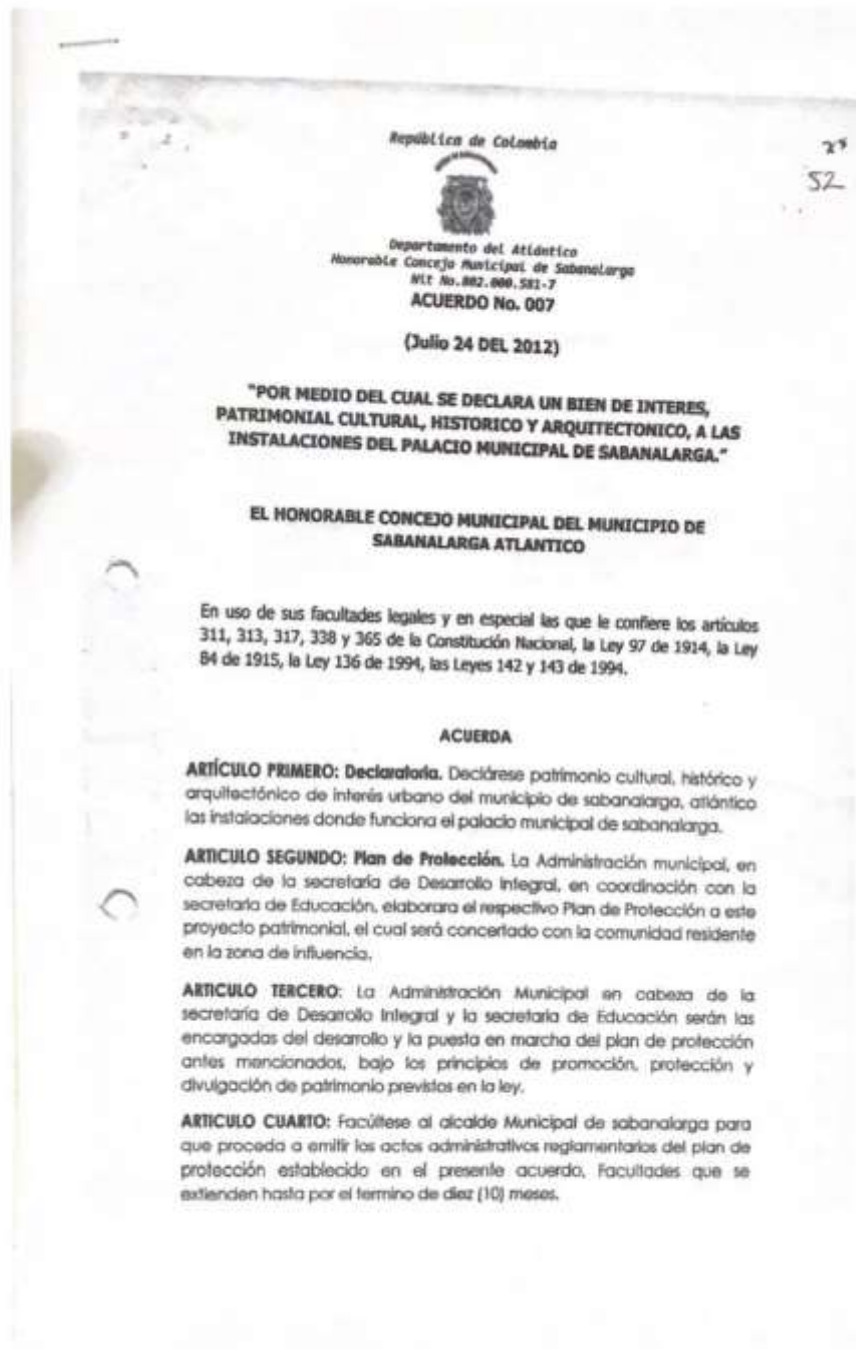 República de Colombia
52
Departamento del Atlántico
Honorable Concejo Municipal de Sabanalarga
Nit No.802.000.581-7
ACUERDO No. 007
(Julio 24 DEL 2012)
"POR MEDIO DEL CUAL SE DECLARA UN BIEN DE INTERES,
PATRIMONIAL CULTURAL, HISTORICO Y ARQUITECTONICO, A LAS
INSTALACIONES DEL PALACIO MUNICIPAL DE SABANALARGA."
EL HONORABLE CONCEJO MUNICIPAL DEL MUNICIPIO DE
SABANALARGA ATLANTICO
En uso de sus facultades legales y en especial las que le confiere los artículos
311, 313, 317, 338 y 365 de la Constitución Nacional, la Ley 97 de 1914, la Ley
84 de 1915, la Ley 136 de 1994, las Leyes 142 y 143 de 1994.
ACUERDA
ARTÍCULO PRIMERO: Declaratoria. Declárese patrimonio cultural, histórico y
arquitectónico de interés urbano del municipio de sabanalarga, atlántico
las instalaciones donde funciona el palacio municipal de sabanalarga.
ARTICULO SEGUNDO: Plan de Protección. La Administración municipal, en
cabeza de la secretaría de Desarrollo Integral, en coordinación con la
secretaria de Educación, elaborara el respectivo Plan de Protección a este
proyecto patrimonial, el cual será concertado con la comunidad residente
en la zona de influencia.
ARTICULO TERCERO: La Administración Municipal en cabeza de la
secretaría de Desarrollo Integral y la secretaria de Educación serán las
encargadas del desarrollo y la puesta en marcha del plan de protección
antes mencionados, bajo los principios de promoción, protección y
divulgación de patrimonio previstos en la ley.
ARTICULO CUARTO: Facúltese al alcalde Municipal de sabanalarga para
que proceda a emitir los actos administrativos reglamentarios del plan de
protección establecido en el presente acuerdo, Facultades que se
extienden hasta por el termino de diez (10) meses.